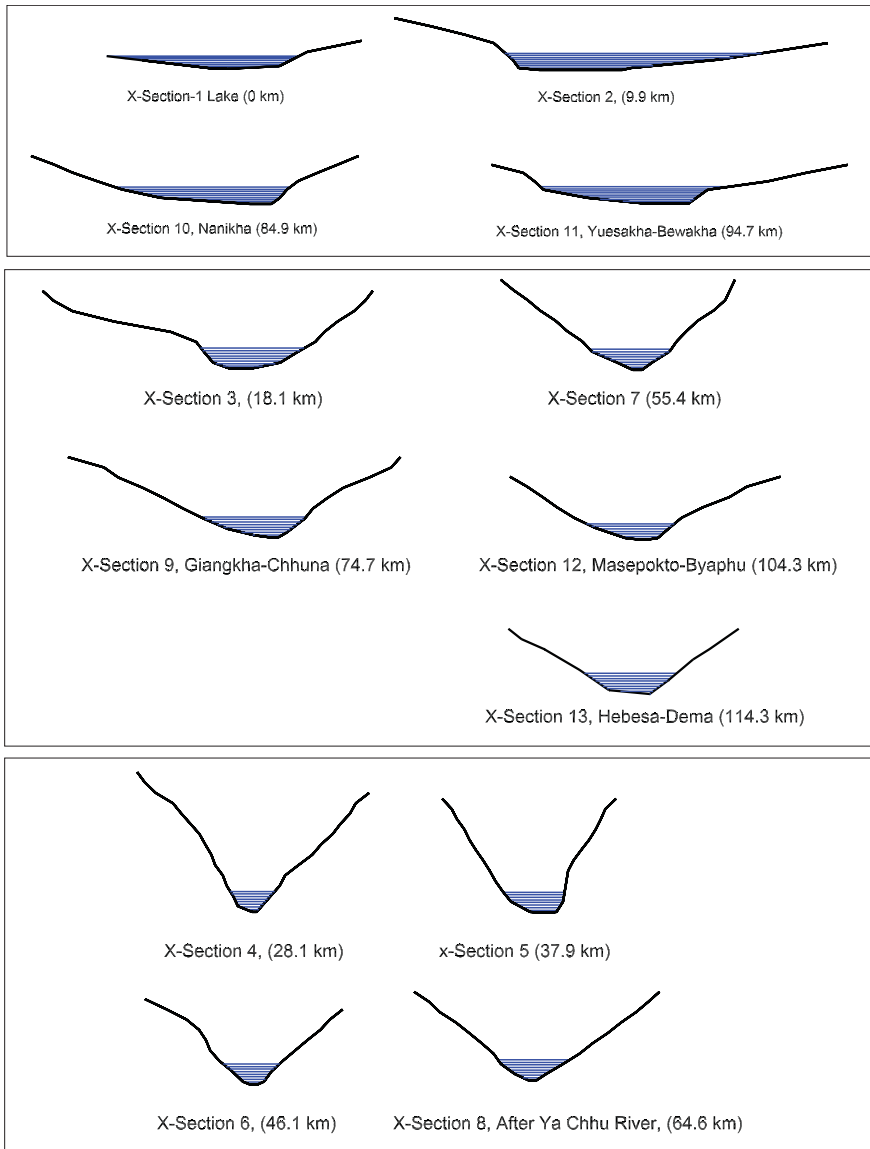 X-Section-1 Lake (0 km)
X-Section 2, (9.9 km)
X-Section 10, Nanikha (84.9 km)
X-Section 11, Yuesakha-Bewakha (94.7 km)
X-Section 3, (18.1 km)
X-Section 7 (55.4 km)
X-Section 9, Giangkha-Chhuna (74.7 km)
X-Section 12, Masepokto-Byaphu (104.3 km)
X-Section 13, Hebesa-Dema (114.3 km)
X-Section 4, (28.1 km)
x-Section 5 (37.9 km)
X-Section 6, (46.1 km)
X-Section 8, After Ya Chhu River, (64.6 km)